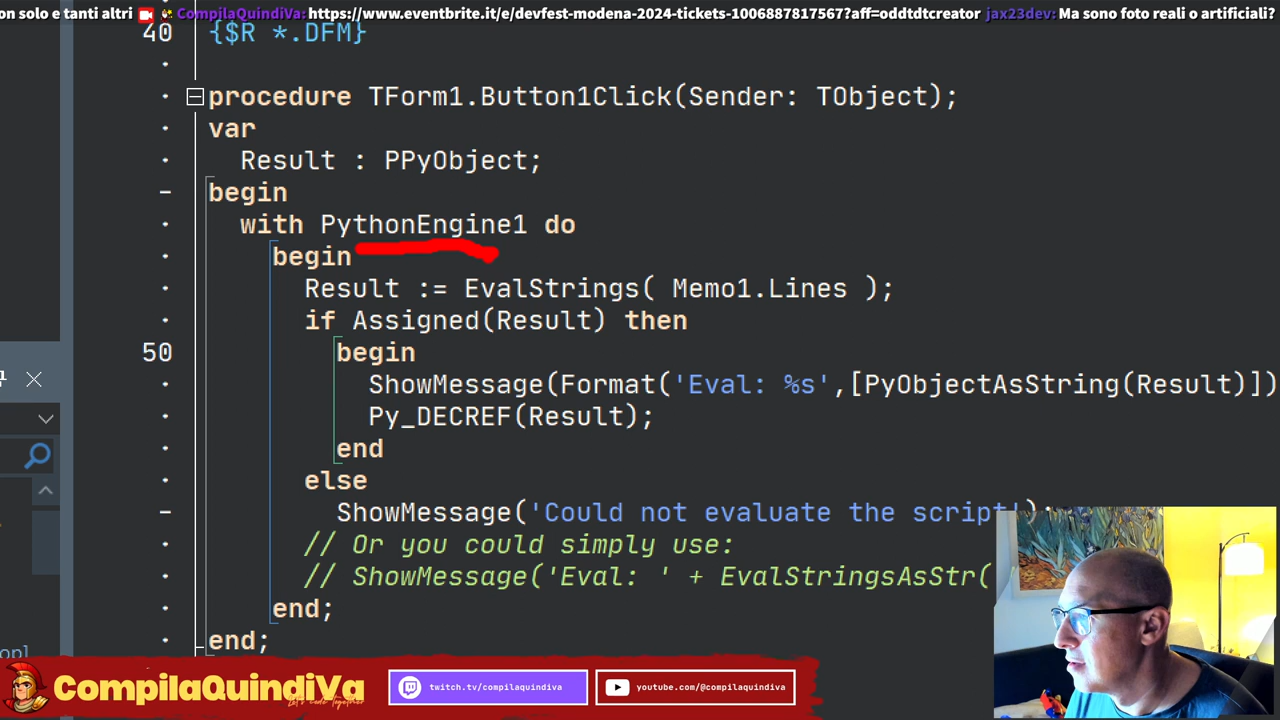 on solo e tanti altri CompilaQuindiVa: https://www.eventbrite.it/e/devfest-modena-2024-tickets-1006887817567?aff=oddtdtcreator jax23dev: Ma sono foto reali o artificiali?
40 {$R *.DFM}
procedure TForm1.Button1Click(Sender: TObject);
var
Result : PPyObject;
begin
with PythonEngine1 do
begin
Result := EvalStrings( Memo1.Lines );
if Assigned(Result) then
50 begin
ShowMessage(Format('Eval: %s',[PyObjectAsString(Result)])
Py_DECREF(Result);
end
else
ShowMessage('Could not evaluate the script');
// Or you could simply use:
// ShowMessage('Eval: ' + EvalStringsAsStr(
end;
end;
opl
CompilaQuindiVa
Let's Code Together
twitch.tv/compilaquindiva
youtube.com/@compilaquindiva